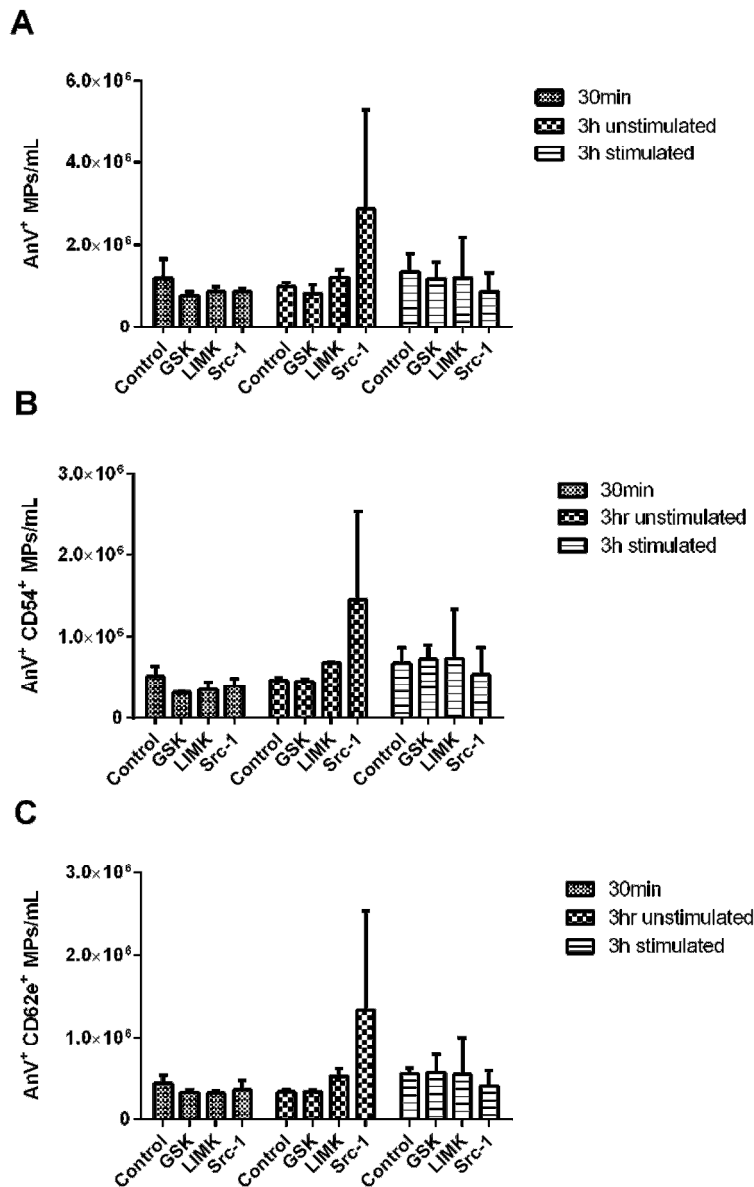 A
6.0×10⁶
4.0×10⁶
2.0×10⁶
0
AnV⁺ MPs/mL
Control GSK LIMK Src-1 Control GSK LIMK Src-1 Control GSK LIMK Src-1
30min
3h unstimulated
3h stimulated
B
3.0×10⁶
2.0×10⁶
1.0×10⁶
0
AnV⁺ CD54⁺ MPs/mL
Control GSK LIMK Src-1 Control GSK LIMK Src-1 Control GSK LIMK Src-1
30min
3hr unstimulated
3h stimulated
C
3.0×10⁶
2.0×10⁶
1.0×10⁶
0
AnV⁺ CD62e⁺ MPs/mL
Control GSK LIMK Src-1 Control GSK LIMK Src-1 Control GSK LIMK Src-1
30min
3hr unstimulated
3h stimulated